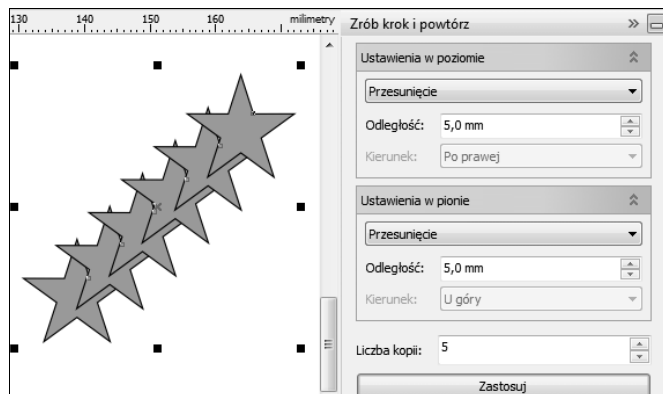 130 140 150 160 milimetry
Zrób krok i powtórz
Ustawienia w poziomie
Przesunięcie
Odległość: 5,0 mm
Kierunek: Po prawej
Ustawienia w pionie
Przesunięcie
Odległość: 5,0 mm
Kierunek: U góry
Liczba kopii: 5
Zastosuj